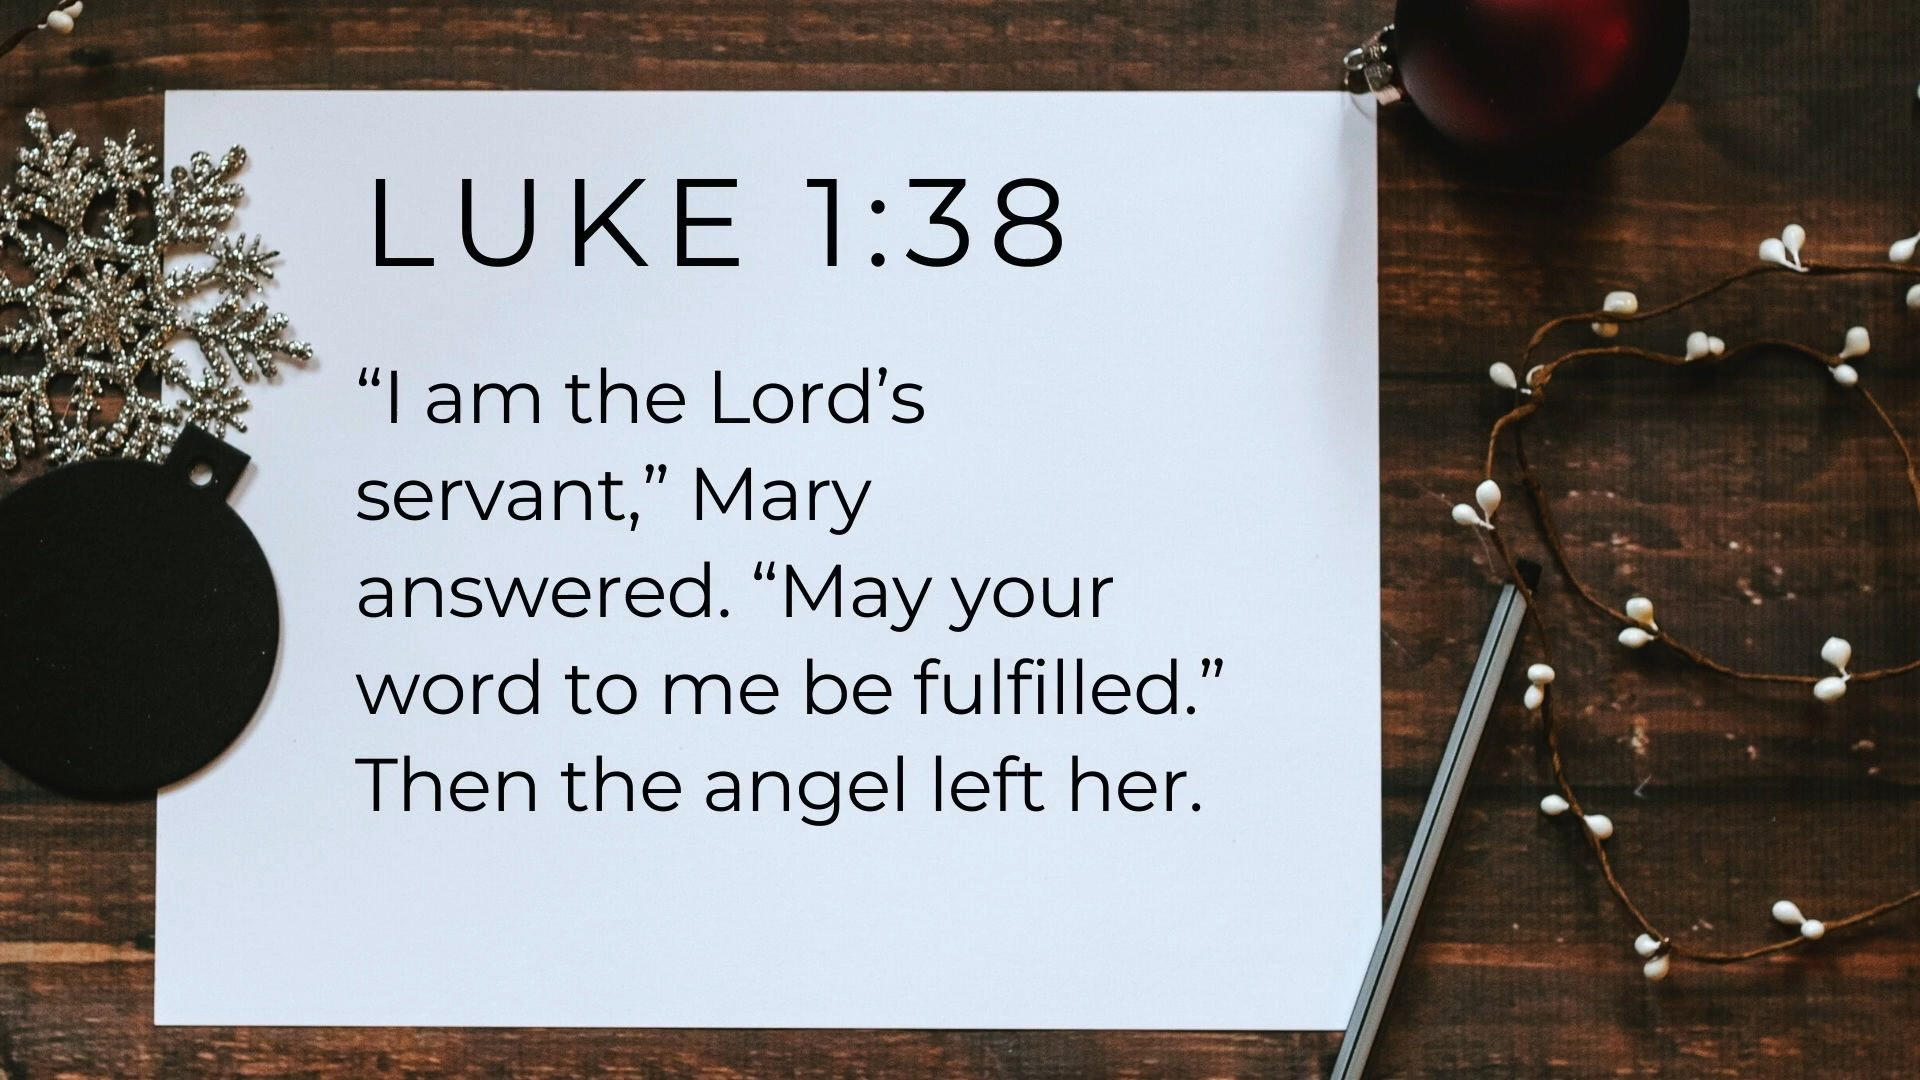 LUKE 1:38
“I am the Lord’s
servant,” Mary
answered. “May your
word to me be fulfilled.”
Then the angel left her.